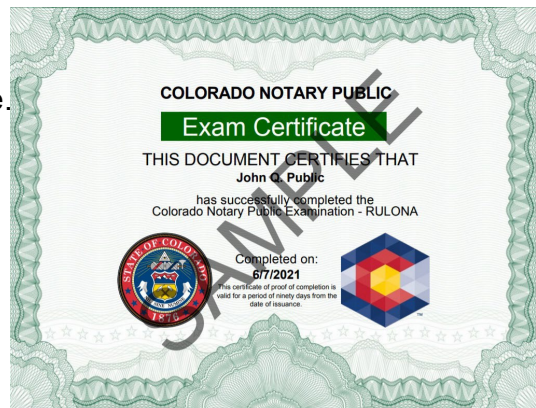 e.
COLORADO NOTARY PUBLIC
Exam Certificate
THIS DOCUMENT CERTIFIES THAT
John Q. Public
has successfully completed the
Colorado Notary Public Examination - RULONA
STATE OF COLORADO
1876
Completed on:
6/7/2021
This certificate of proof of completion is
valid for a period of ninety days from the
date of issuance.
TM
SAMPLE